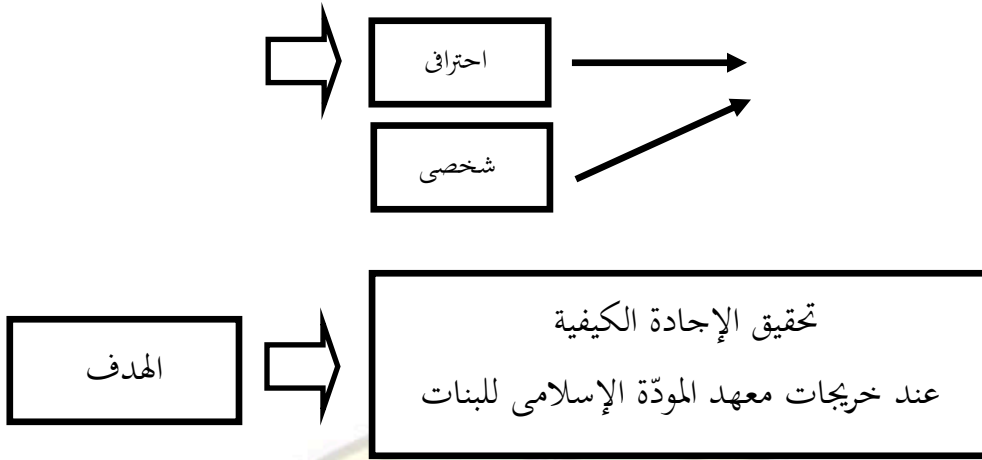 احترافى
شخصى
تحقيق الإجادة الكيفية
عند خريجات معهد المودّة الإسلامى للبنات
الهدف